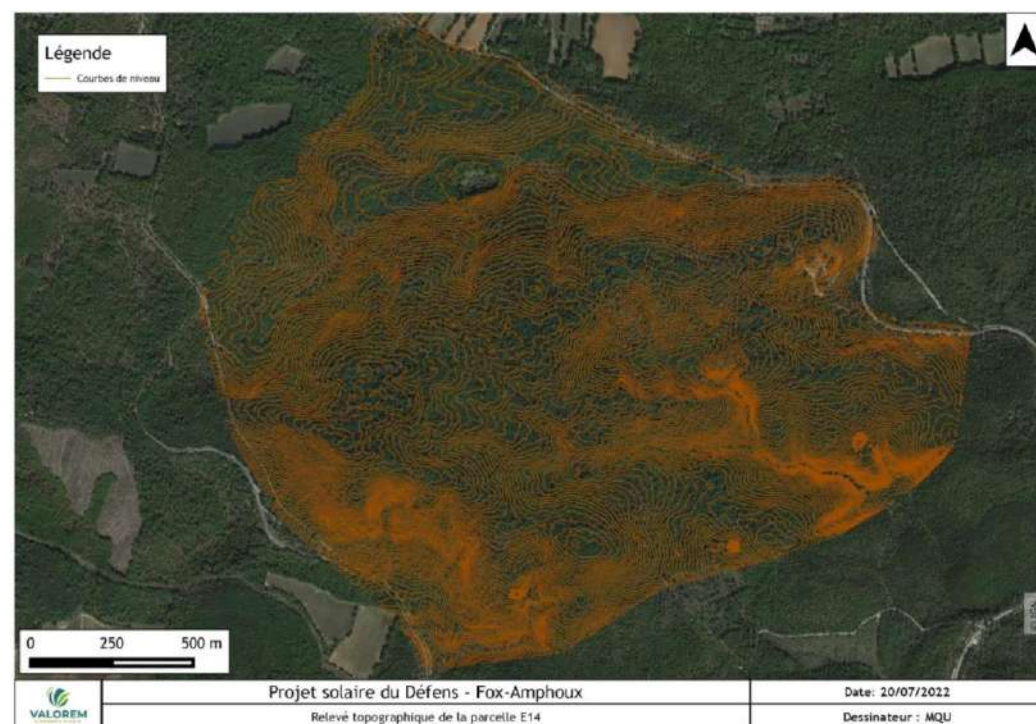 Légende
Courbes de niveau
0 250 500 m
VALOREM
Projet solaire du Défens - Fox-Amphoux
Relevé topographique de la parcelle E14
Date: 20/07/2022
Dessinateur : MQU